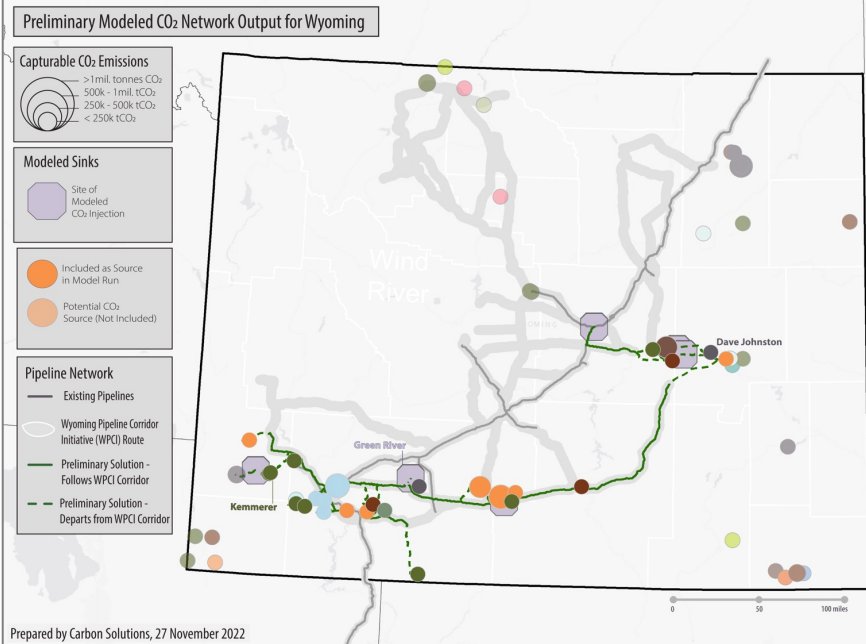 Preliminary Modeled CO₂ Network Output for Wyoming
Capturable CO₂ Emissions
>1mil. tonnes CO₂
500k - 1mil. tCO₂
250k - 500k tCO₂
< 250k tCO₂
Modeled Sinks
Site of
Modeled
CO₂ Injection
Included as Source
in Model Run
Potential CO₂
Source (Not Included)
Pipeline Network
Existing Pipelines
Wyoming Pipeline Corridor
Initiative (WPCI) Route
Preliminary Solution -
Follows WPCI Corridor
Preliminary Solution -
Departs from WPCI Corridor
Wind
River
Dave Johnston
Green River
Kemmerer
0 50 100 miles
Prepared by Carbon Solutions, 27 November 2022